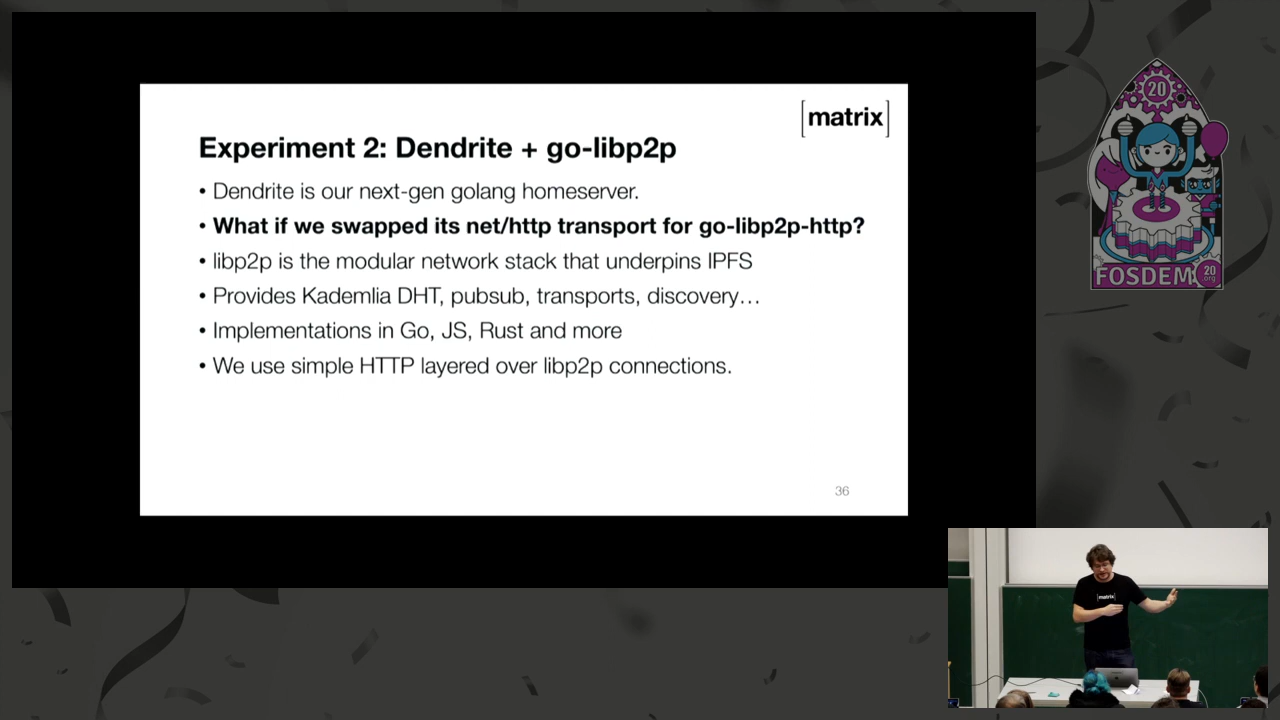 [matrix]
Experiment 2: Dendrite + go-libp2p
• Dendrite is our next-gen golang homeserver.
• What if we swapped its net/http transport for go-libp2p-http?
• libp2p is the modular network stack that underpins IPFS
• Provides Kademlia DHT, pubsub, transports, discovery…
• Implementations in Go, JS, Rust and more
• We use simple HTTP layered over libp2p connections.
36
20
FOSDEM
20
.org
[matrix]